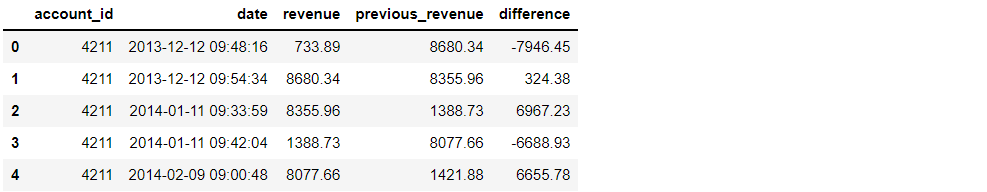 account_id date revenue previous_revenue difference
0 4211 2013-12-12 09:48:16 733.89 8680.34 -7946.45
1 4211 2013-12-12 09:54:34 8680.34 8355.96 324.38
2 4211 2014-01-11 09:33:59 8355.96 1388.73 6967.23
3 4211 2014-01-11 09:42:04 1388.73 8077.66 -6688.93
4 4211 2014-02-09 09:00:48 8077.66 1421.88 6655.78